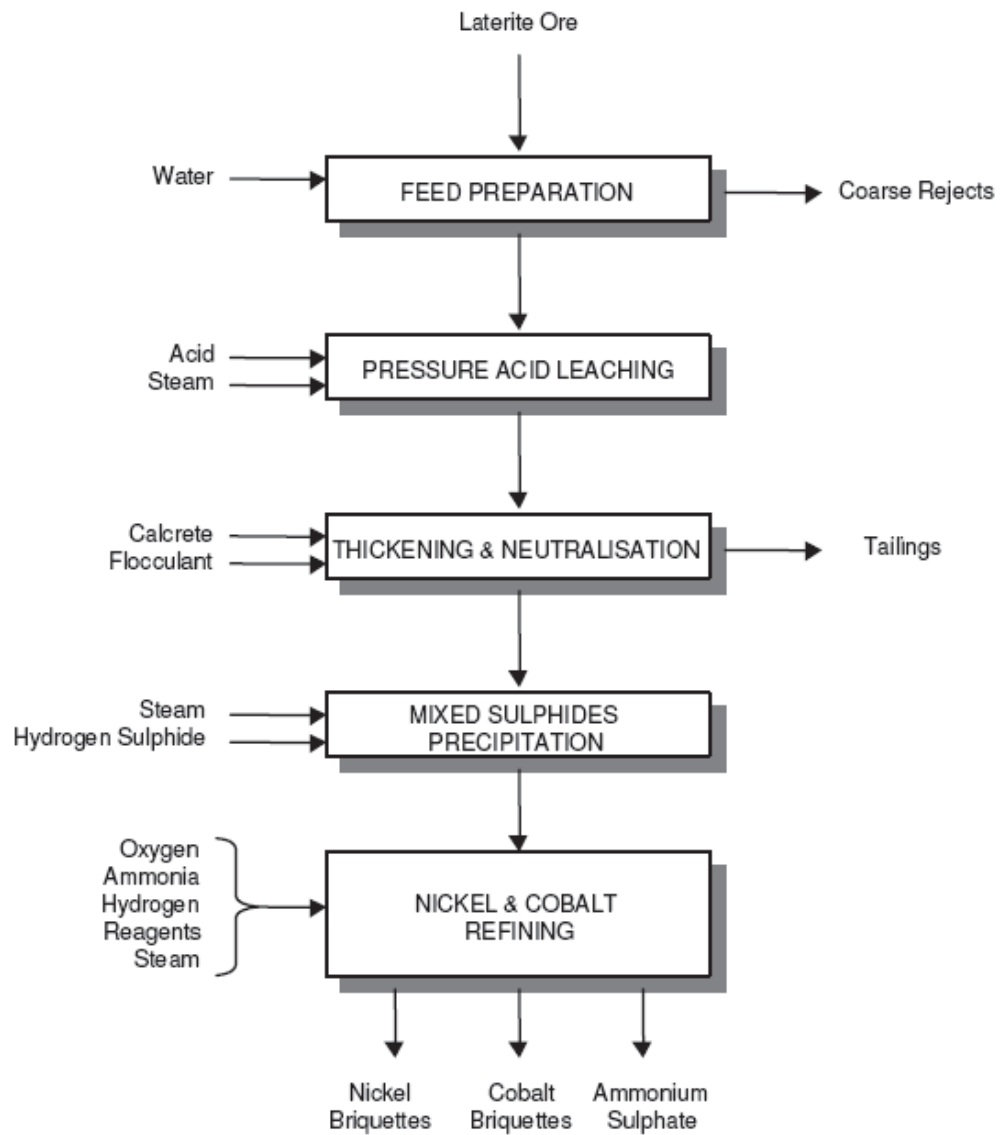 Laterite Ore
Water
FEED PREPARATION
Coarse Rejects
Acid
Steam
PRESSURE ACID LEACHING
Calcrete
Flocculant
THICKENING & NEUTRALISATION
Tailings
Steam
Hydrogen Sulphide
MIXED SULPHIDES
PRECIPITATION
Oxygen
Ammonia
Hydrogen
Reagents
Steam
NICKEL & COBALT
REFINING
Nickel
Briquettes
Cobalt
Briquettes
Ammonium
Sulphate